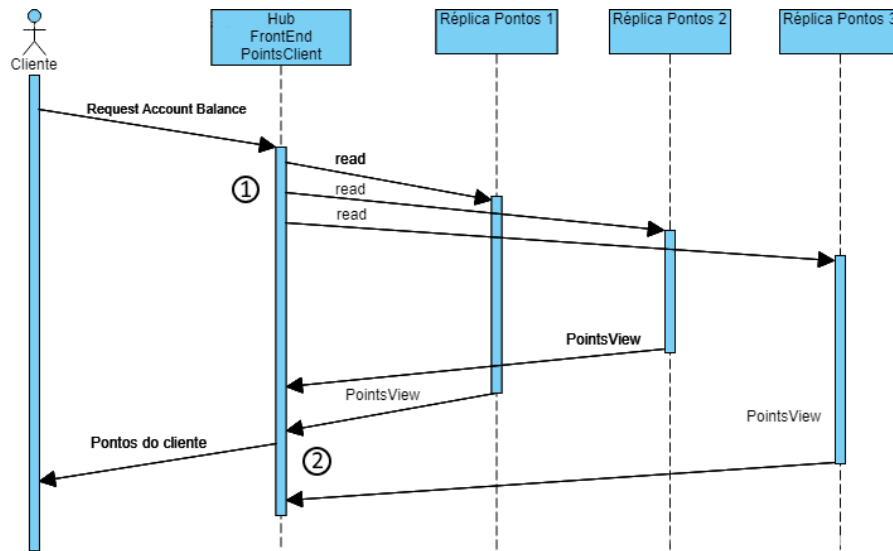 Cliente
Hub
FrontEnd
PointsClient
Réplica Pontos 1
Réplica Pontos 2
Réplica Pontos 3
Request Account Balance
read
1
read
read
PointsView
PointsView
PointsView
Pontos do cliente
2